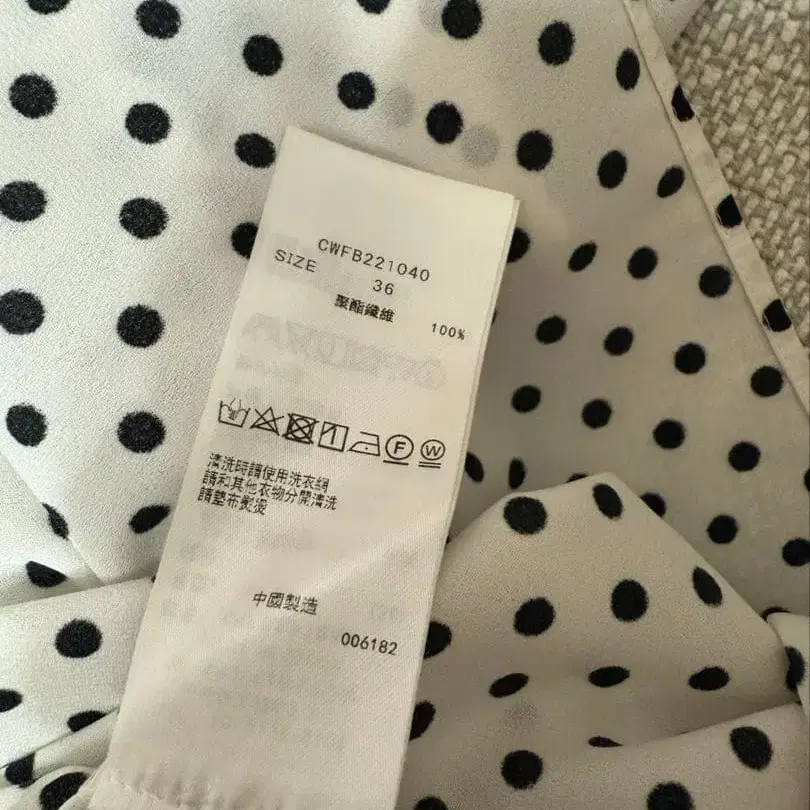 CWFB221040
SIZE 36
聚酯纖維 100%
F W
清洗時請使用洗衣網
請和其他衣物分開清洗
請墊布熨燙
中國製造
006182